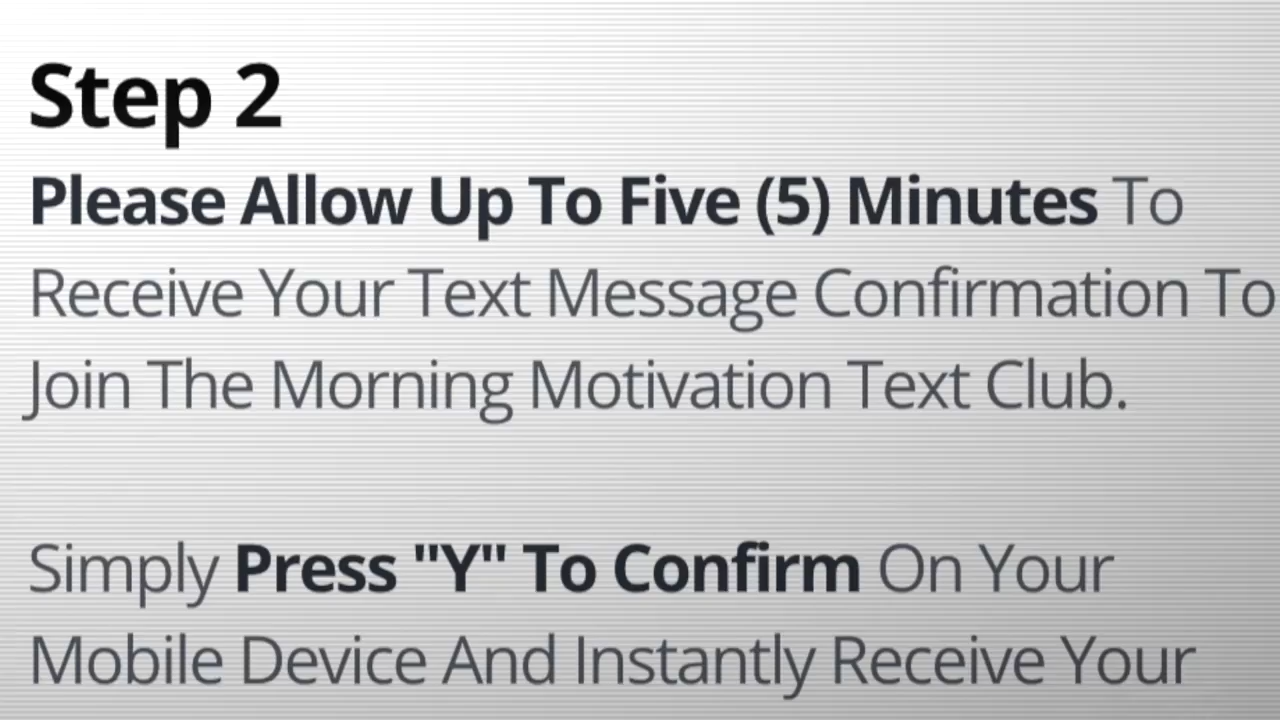 Step 2
Please Allow Up To Five (5) Minutes To
Receive Your Text Message Confirmation To
Join The Morning Motivation Text Club.
Simply Press "Y" To Confirm On Your
Mobile Device And Instantly Receive Your